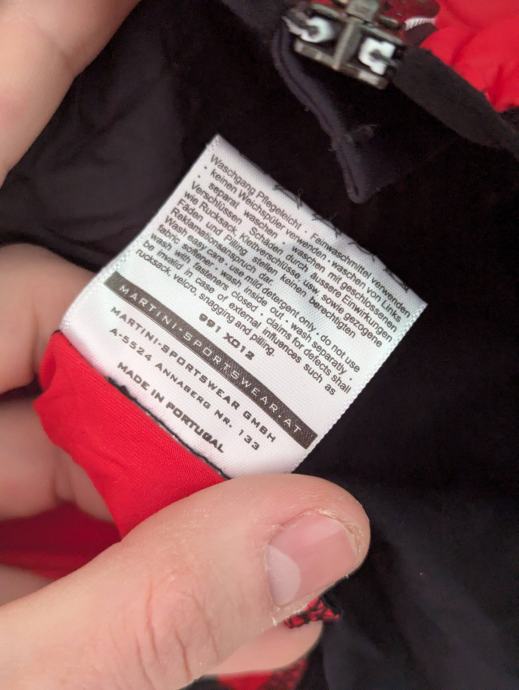 Waschgang Pflegeleicht · Feinwaschmittel verwenden
· keinen Weichspüler verwenden · waschen von Links
· separat waschen · waschen mit geschlossenen
Verschlüssen · Schäden durch äussere Einwirkungen
wie Rucksack, Klettverschlüsse, usw. sowie gezogene
Fäden und Pilling stellen keinen berechtigten
Reklamationsanspruch dar.
Wash easy care · use mild detergent only · do not use
fabric softener · wash inside out · wash separatly ·
wash with fasteners closed · claims for defects shall
be invalid in case of external influences such as
rucksack velcro, snagging and pilling.
991 X012
MARTINI-SPORTSWEAR.AT
MARTINI-SPORTSWEAR GMBH
A-5524 ANNABERG NR. 133
MADE IN PORTUGAL